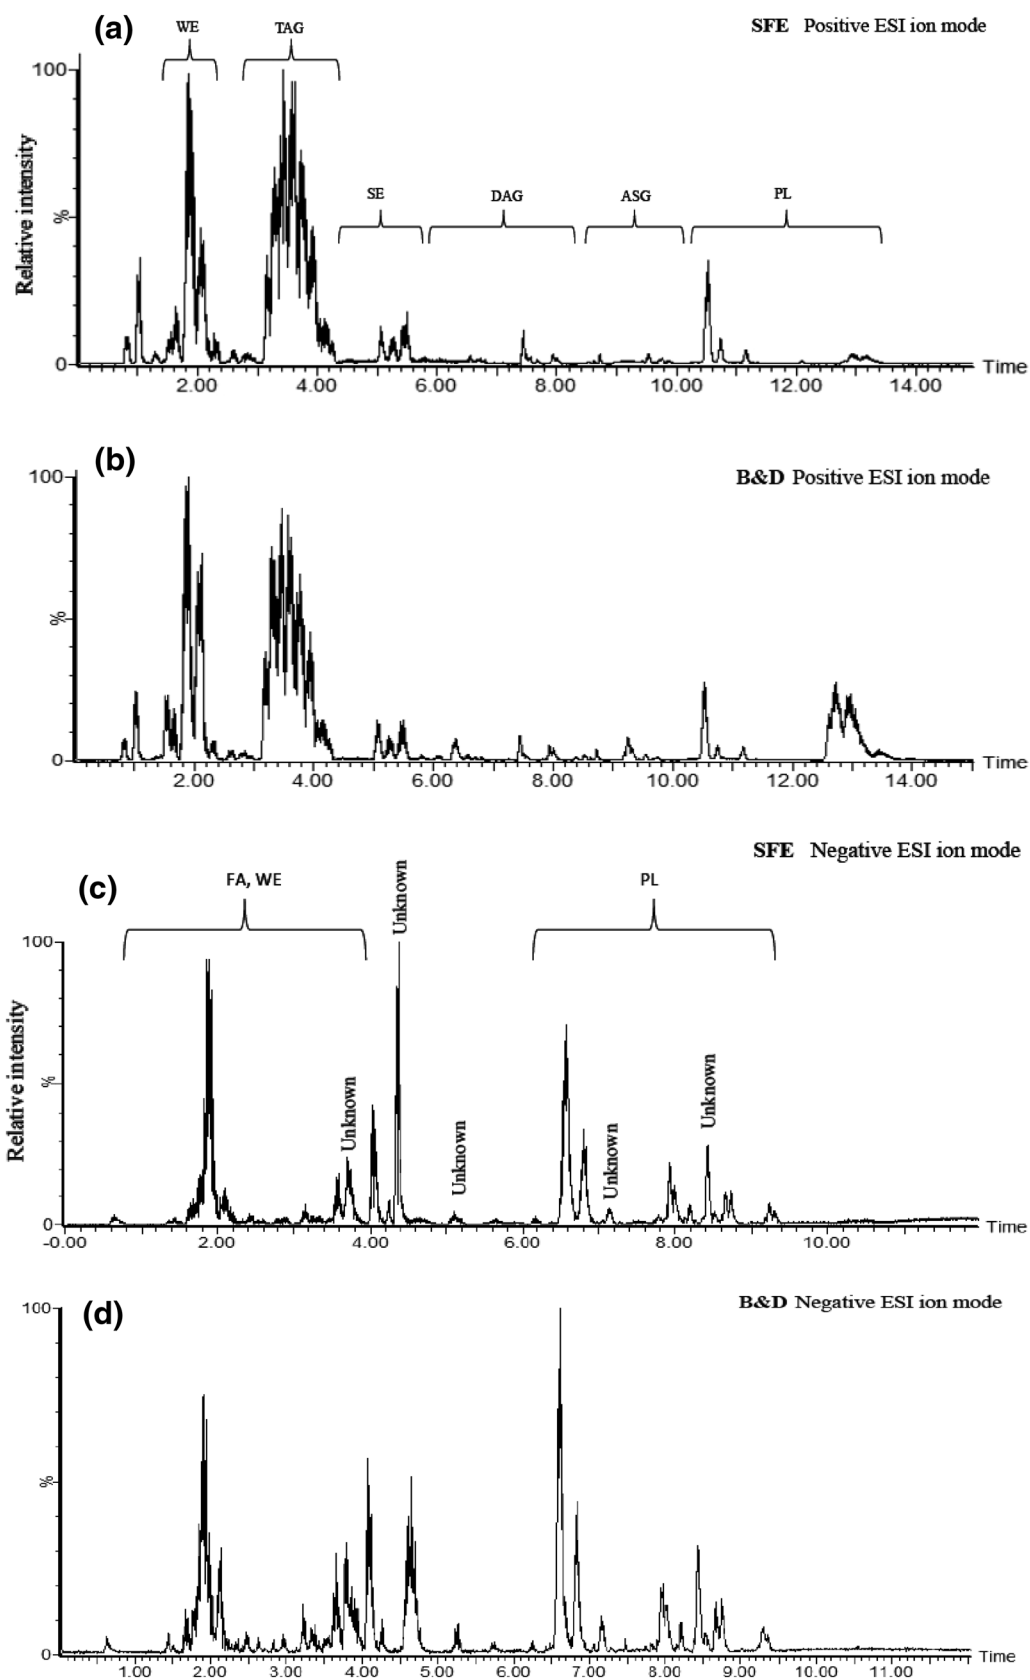 (a)
SFE Positive ESI ion mode
WE
TAG
SE
DAG
ASG
PL
Relative intensity
100
%
0
2.00 4.00 6.00 8.00 10.00 12.00 14.00
Time
(b)
B&D Positive ESI ion mode
100
%
0
2.00 4.00 6.00 8.00 10.00 12.00 14.00
Time
(c)
SFE Negative ESI ion mode
FA, WE
Unknown
PL
Relative intensity
100
%
0
Unknown
Unknown
Unknown
Unknown
-0.00 2.00 4.00 6.00 8.00 10.00
Time
(d)
B&D Negative ESI ion mode
100
%
0
1.00 2.00 3.00 4.00 5.00 6.00 7.00 8.00 9.00 10.00 11.00
Time